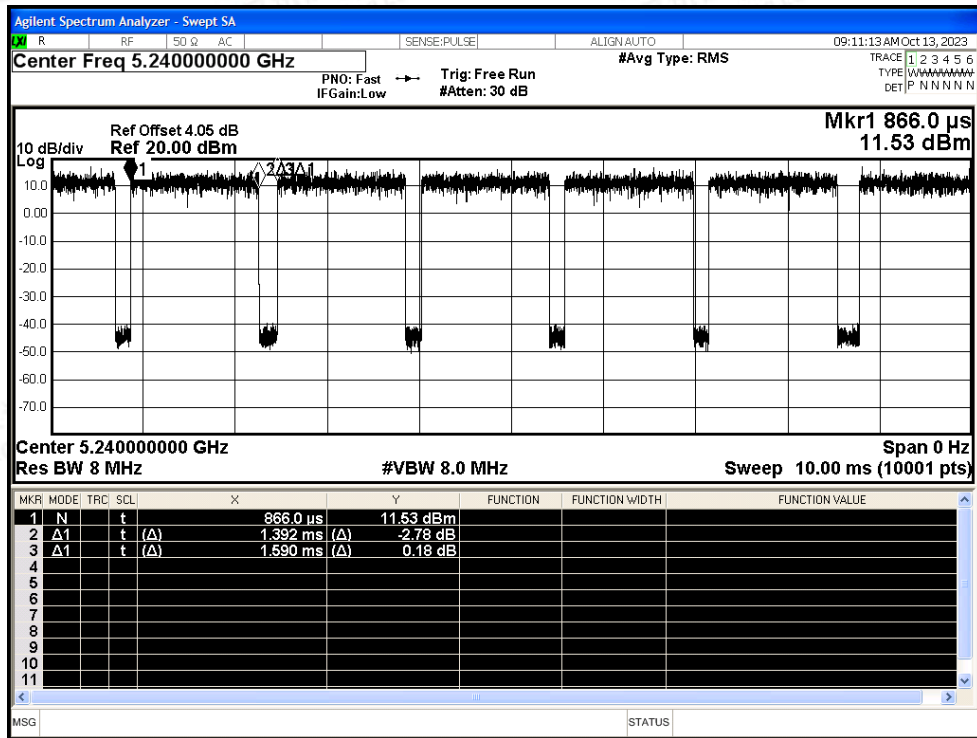 Agilent Spectrum Analyzer - Swept SA
LXI R RF 50 Ω AC SENSE:PULSE ALIGN AUTO 09:11:13 AM Oct 13, 2023
Center Freq 5.240000000 GHz #Avg Type: RMS TRACE 1 2 3 4 5 6
PNO: Fast Trig: Free Run TYPE
IFGain:Low #Atten: 30 dB DET P N N N N N
Mkr1 866.0 µs
11.53 dBm
Ref Offset 4.05 dB
10 dB/div Ref 20.00 dBm
Log
1 2Δ 3Δ1
10.0
0.00
-10.0
-20.0
-30.0
-40.0
-50.0
-60.0
-70.0
Center 5.240000000 GHz Span 0 Hz
Res BW 8 MHz #VBW 8.0 MHz Sweep 10.00 ms (10001 pts)
MKR MODE TRC SCL X Y FUNCTION FUNCTION WIDTH FUNCTION VALUE
1 N t 866.0 µs 11.53 dBm
2 Δ1 t (Δ) 1.392 ms (Δ) -2.78 dB
3 Δ1 t (Δ) 1.590 ms (Δ) 0.18 dB
4
5
6
7
8
9
10
11
MSG STATUS